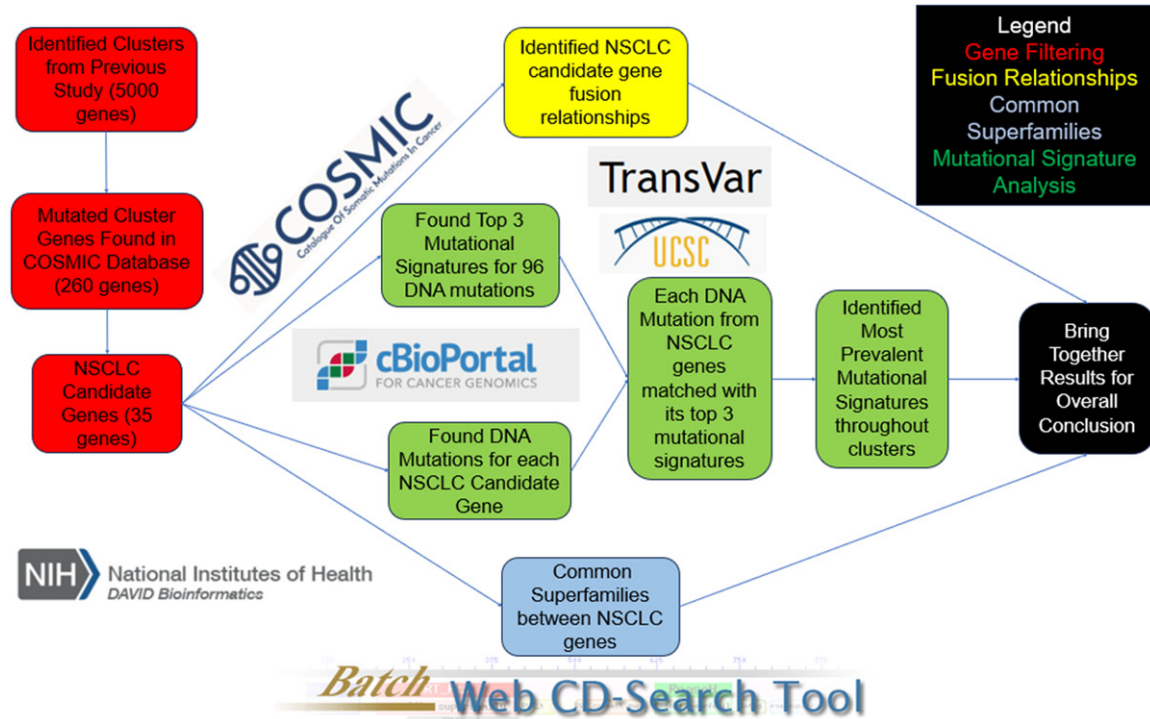 Identified Clusters
from Previous
Study (5000
genes)
Mutated Cluster
Genes Found in
COSMIC Database
(260 genes)
NSCLC
Candidate
Genes (35
genes)
COSMIC
Catalogue Of Somatic Mutations In Cancer
Identified NSCLC
candidate gene
fusion
relationships
Found Top 3
Mutational
Signatures for 96
DNA mutations
cBioPortal
FOR CANCER GENOMICS
Found DNA
Mutations for each
NSCLC Candidate
Gene
TransVar
UCSC
Each DNA
Mutation from
NSCLC
genes
matched with
its top 3
mutational
signatures
Identified
Most
Prevalent
Mutational
Signatures
throughout
clusters
Bring
Together
Results for
Overall
Conclusion
Legend
Gene Filtering
Fusion Relationships
Common
Superfamilies
Mutational Signature
Analysis
NIH
National Institutes of Health
DAVID Bioinformatics
Common
Superfamilies
between NSCLC
genes
Batch Web CD-Search Tool